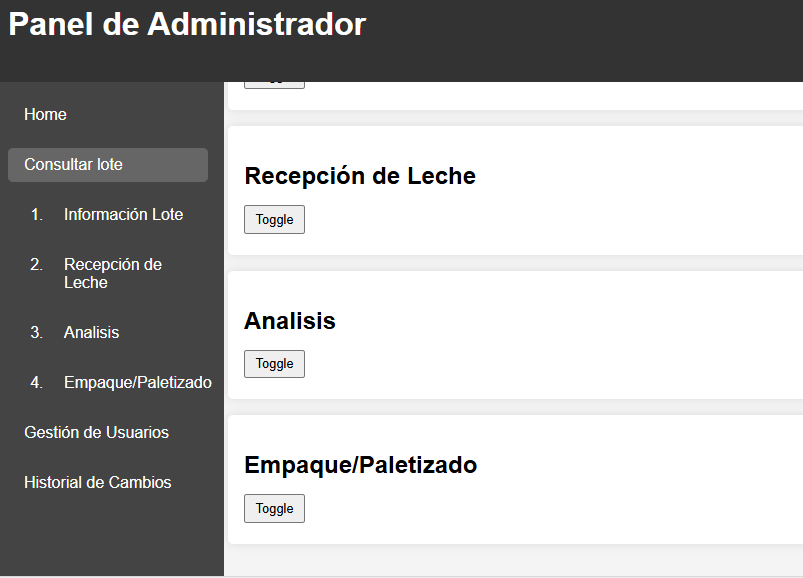 Panel de Administrador
Home
Consultar lote
1. Información Lote
2. Recepción de
Leche
3. Analisis
4. Empaque/Paletizado
Gestión de Usuarios
Historial de Cambios
Recepción de Leche
Toggle
Analisis
Toggle
Empaque/Paletizado
Toggle